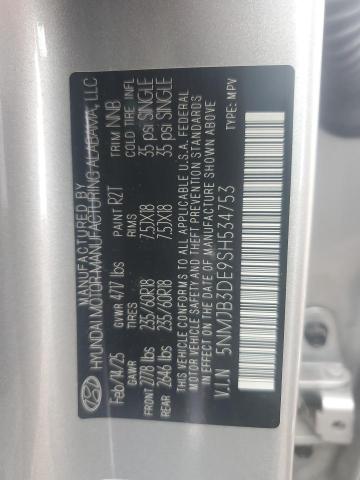 MANUFACTURED BY
HYUNDAI MOTOR MANUFACTURING ALABAMA, LLC
Feb/14/25 GVWR 4717 lbs PAINT R2T TRIM NNB
GAWR TIRES RIMS COLD TIRE INF.
FRONT 2778 lbs 235/60R18 7.5JX18 35 psi SINGLE
REAR 2646 lbs 235/60R18 7.5JX18 35 psi SINGLE
THIS VEHICLE CONFORMS TO ALL APPLICABLE U.S.A. FEDERAL
MOTOR VEHICLE SAFETY AND THEFT PREVENTION STANDARDS
IN EFFECT ON THE DATE OF MANUFACTURE SHOWN ABOVE.
V.I.N 5NMJB3DE9SH534753 TYPE: MPV